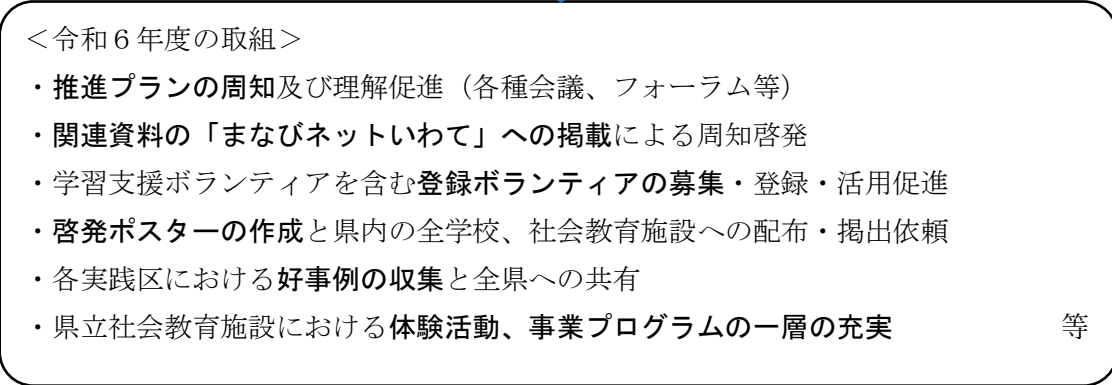 ＜令和６年度の取組＞
・推進プランの周知及び理解促進（各種会議、フォーラム等）
・関連資料の「まなびネットいわて」への掲載による周知啓発
・学習支援ボランティアを含む登録ボランティアの募集・登録・活用促進
・啓発ポスターの作成と県内の全学校、社会教育施設への配布・掲出依頼
・各実践区における好事例の収集と全県への共有
・県立社会教育施設における体験活動、事業プログラムの一層の充実　　　　　等